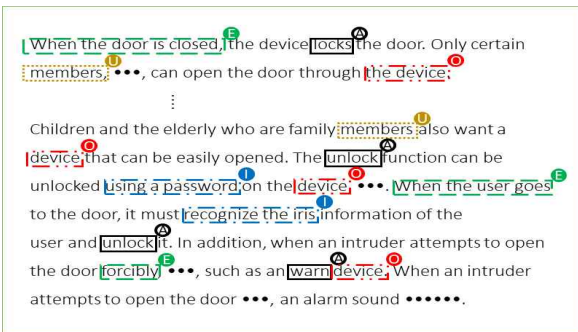 When the door is closed, the device locks the door. Only certain
members, •••, can open the door through the device.
⋮
Children and the elderly who are family members also want a
device that can be easily opened. The unlock function can be
unlocked using a password on the device, •••. When the user goes
to the door, it must recognize the iris information of the
user and unlock it. In addition, when an intruder attempts to open
the door forcibly •••, such as an warn device. When an intruder
attempts to open the door •••, an alarm sound ••••••.
E
A
U
O
U
O
A
I
O
E
I
A
E
A
O